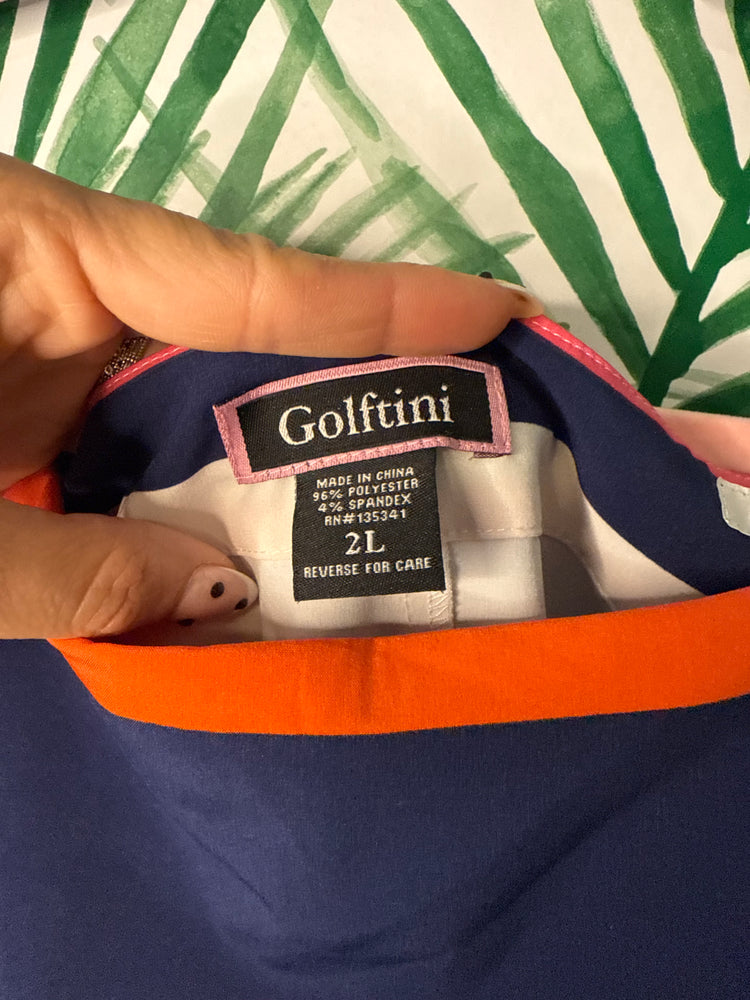 Golftini
MADE IN CHINA
96% POLYESTER
4% SPANDEX
RN#135341
2L
REVERSE FOR CARE